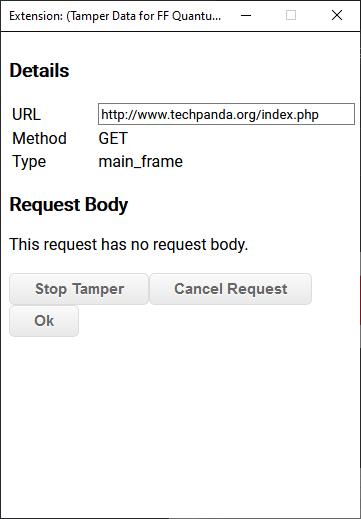 Extension: (Tamper Data for FF Quantu...
Details
URL http://www.techpanda.org/index.php
Method GET
Type main_frame
Request Body
This request has no request body.
Stop Tamper Cancel Request
Ok